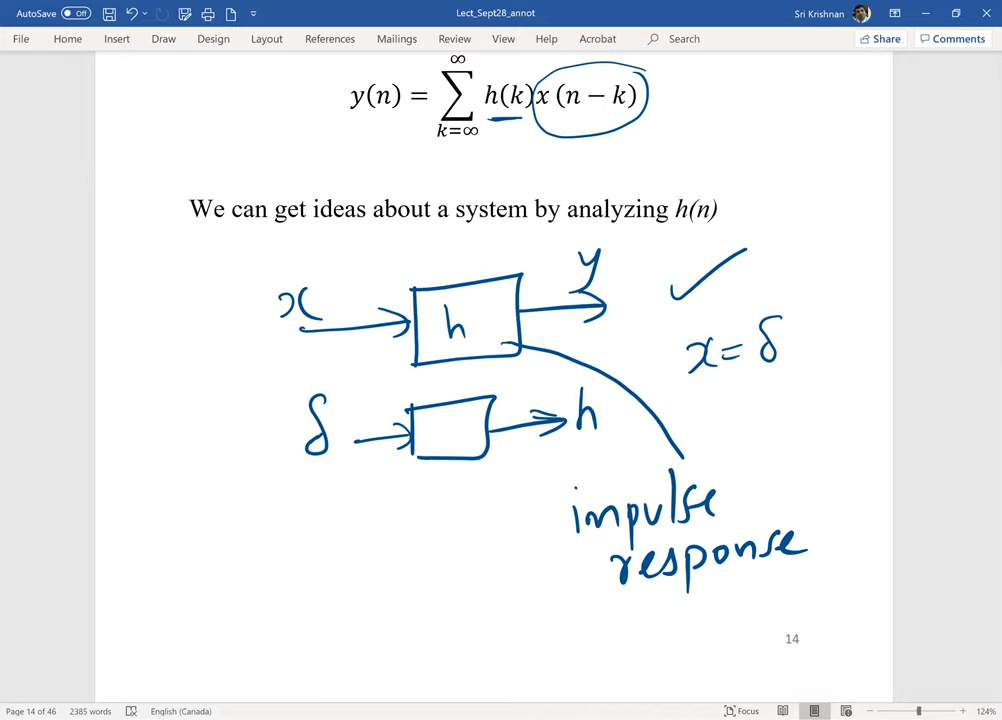 AutoSave Off Lect_Sept28_annot Sri Krishnan
File Home Insert Draw Design Layout References Mailings Review View Help Acrobat Search Share Comments
∞
y(n) = ∑ h(k)x (n − k)
k=∞
We can get ideas about a system by analyzing h(n)
x h y
x = δ
δ h
impulse
response
14
Page 14 of 46 2385 words English (Canada) Focus 124%